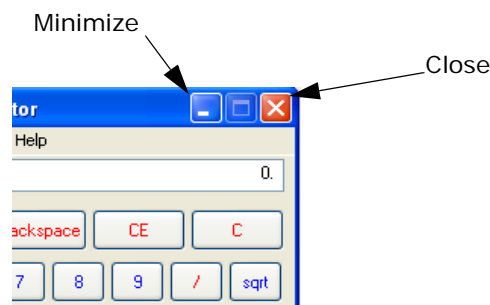 Minimize
Close
tor
Help
0.
ackspace CE C
7 8 9 / sqrt